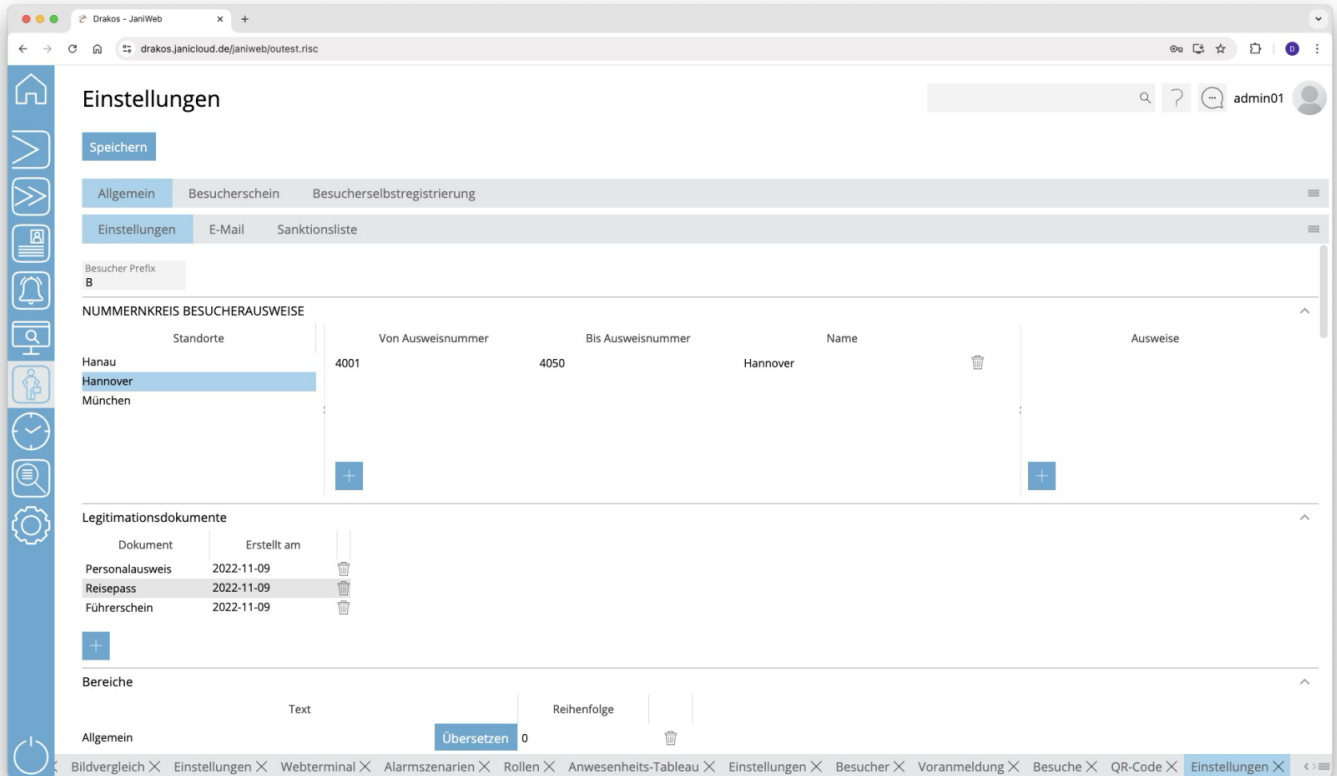 Drakos - JaniWeb
drakos.janicloud.de/janiweb/outest.risc
D
Einstellungen
? admin01
Speichern
Allgemein Besucherschein Besucherselbstregistrierung
Einstellungen E-Mail Sanktionsliste
Besucher Prefix
B
NUMMERNKREIS BESUCHERAUSWEISE
Standorte Von Ausweisnummer Bis Ausweisnummer Name Ausweise
Hanau 4001 4050 Hannover
Hannover
München
Legitimationsdokumente
Dokument Erstellt am
Personalausweis 2022-11-09
Reisepass 2022-11-09
Führerschein 2022-11-09
Bereiche
Text Reihenfolge
Allgemein Übersetzen 0
Bildvergleich Einstellungen Webterminal Alarmszenarien Rollen Anwesenheits-Tableau Einstellungen Besucher Voranmeldung Besuche QR-Code Einstellungen